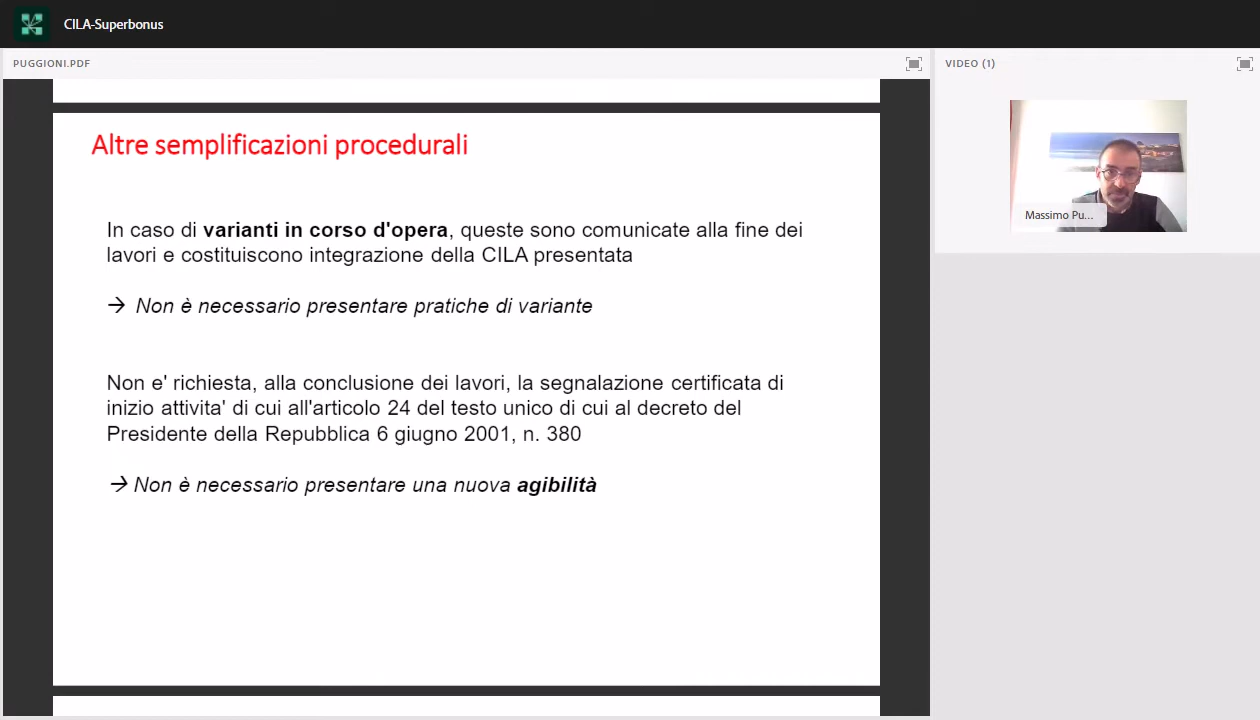 CILA-Superbonus
PUGGIONI.PDF
VIDEO (1)
Altre semplificazioni procedurali
In caso di varianti in corso d'opera, queste sono comunicate alla fine dei
lavori e costituiscono integrazione della CILA presentata
→ Non è necessario presentare pratiche di variante
Non e' richiesta, alla conclusione dei lavori, la segnalazione certificata di
inizio attivita' di cui all'articolo 24 del testo unico di cui al decreto del
Presidente della Repubblica 6 giugno 2001, n. 380
→ Non è necessario presentare una nuova agibilità
Massimo Pu...